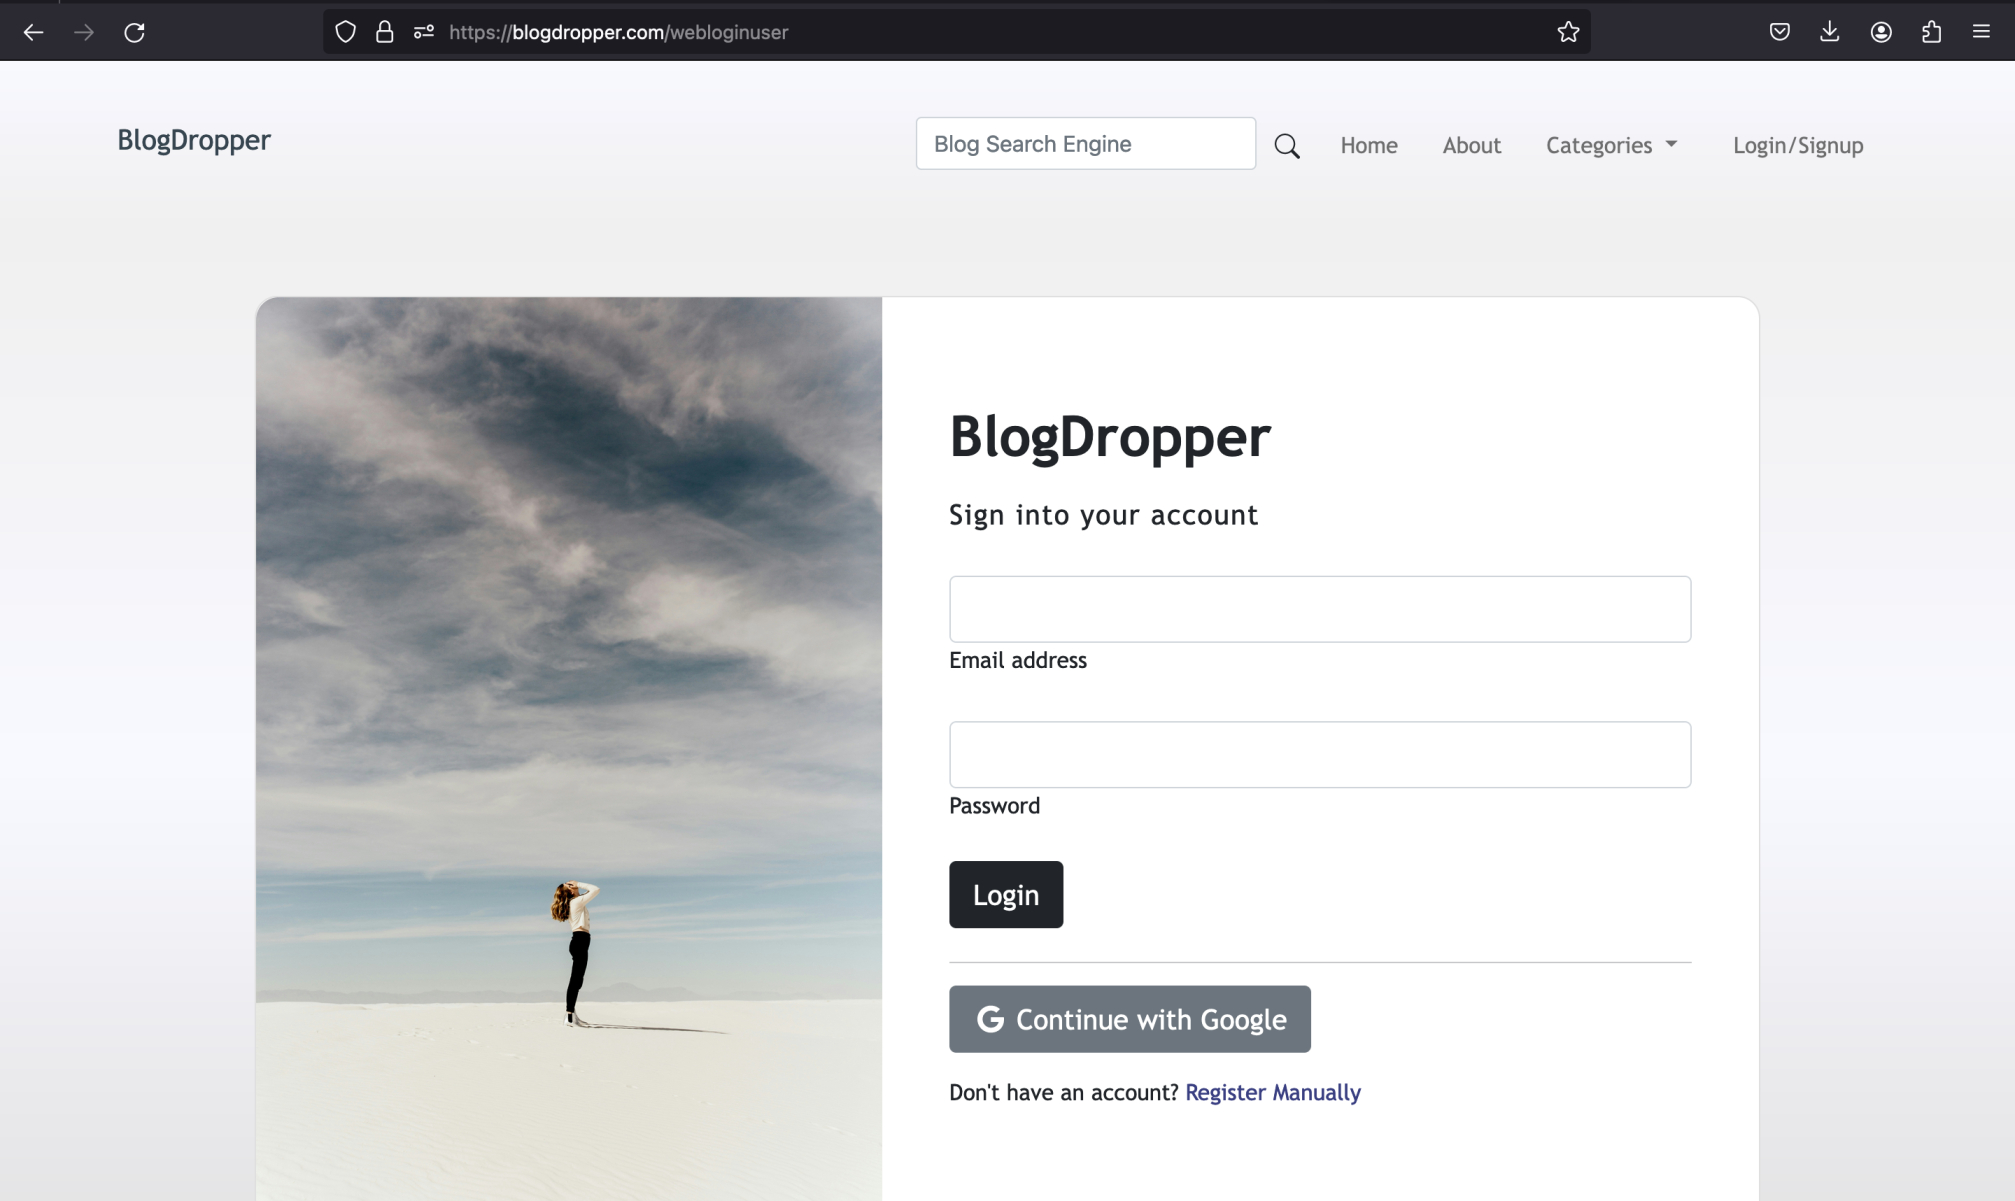 https://blogdropper.com/webloginuser
BlogDropper
Blog Search Engine
Home
About
Categories
Login/Signup
BlogDropper
Sign into your account
Email address
Password
Login
Continue with Google
Don't have an account? Register Manually